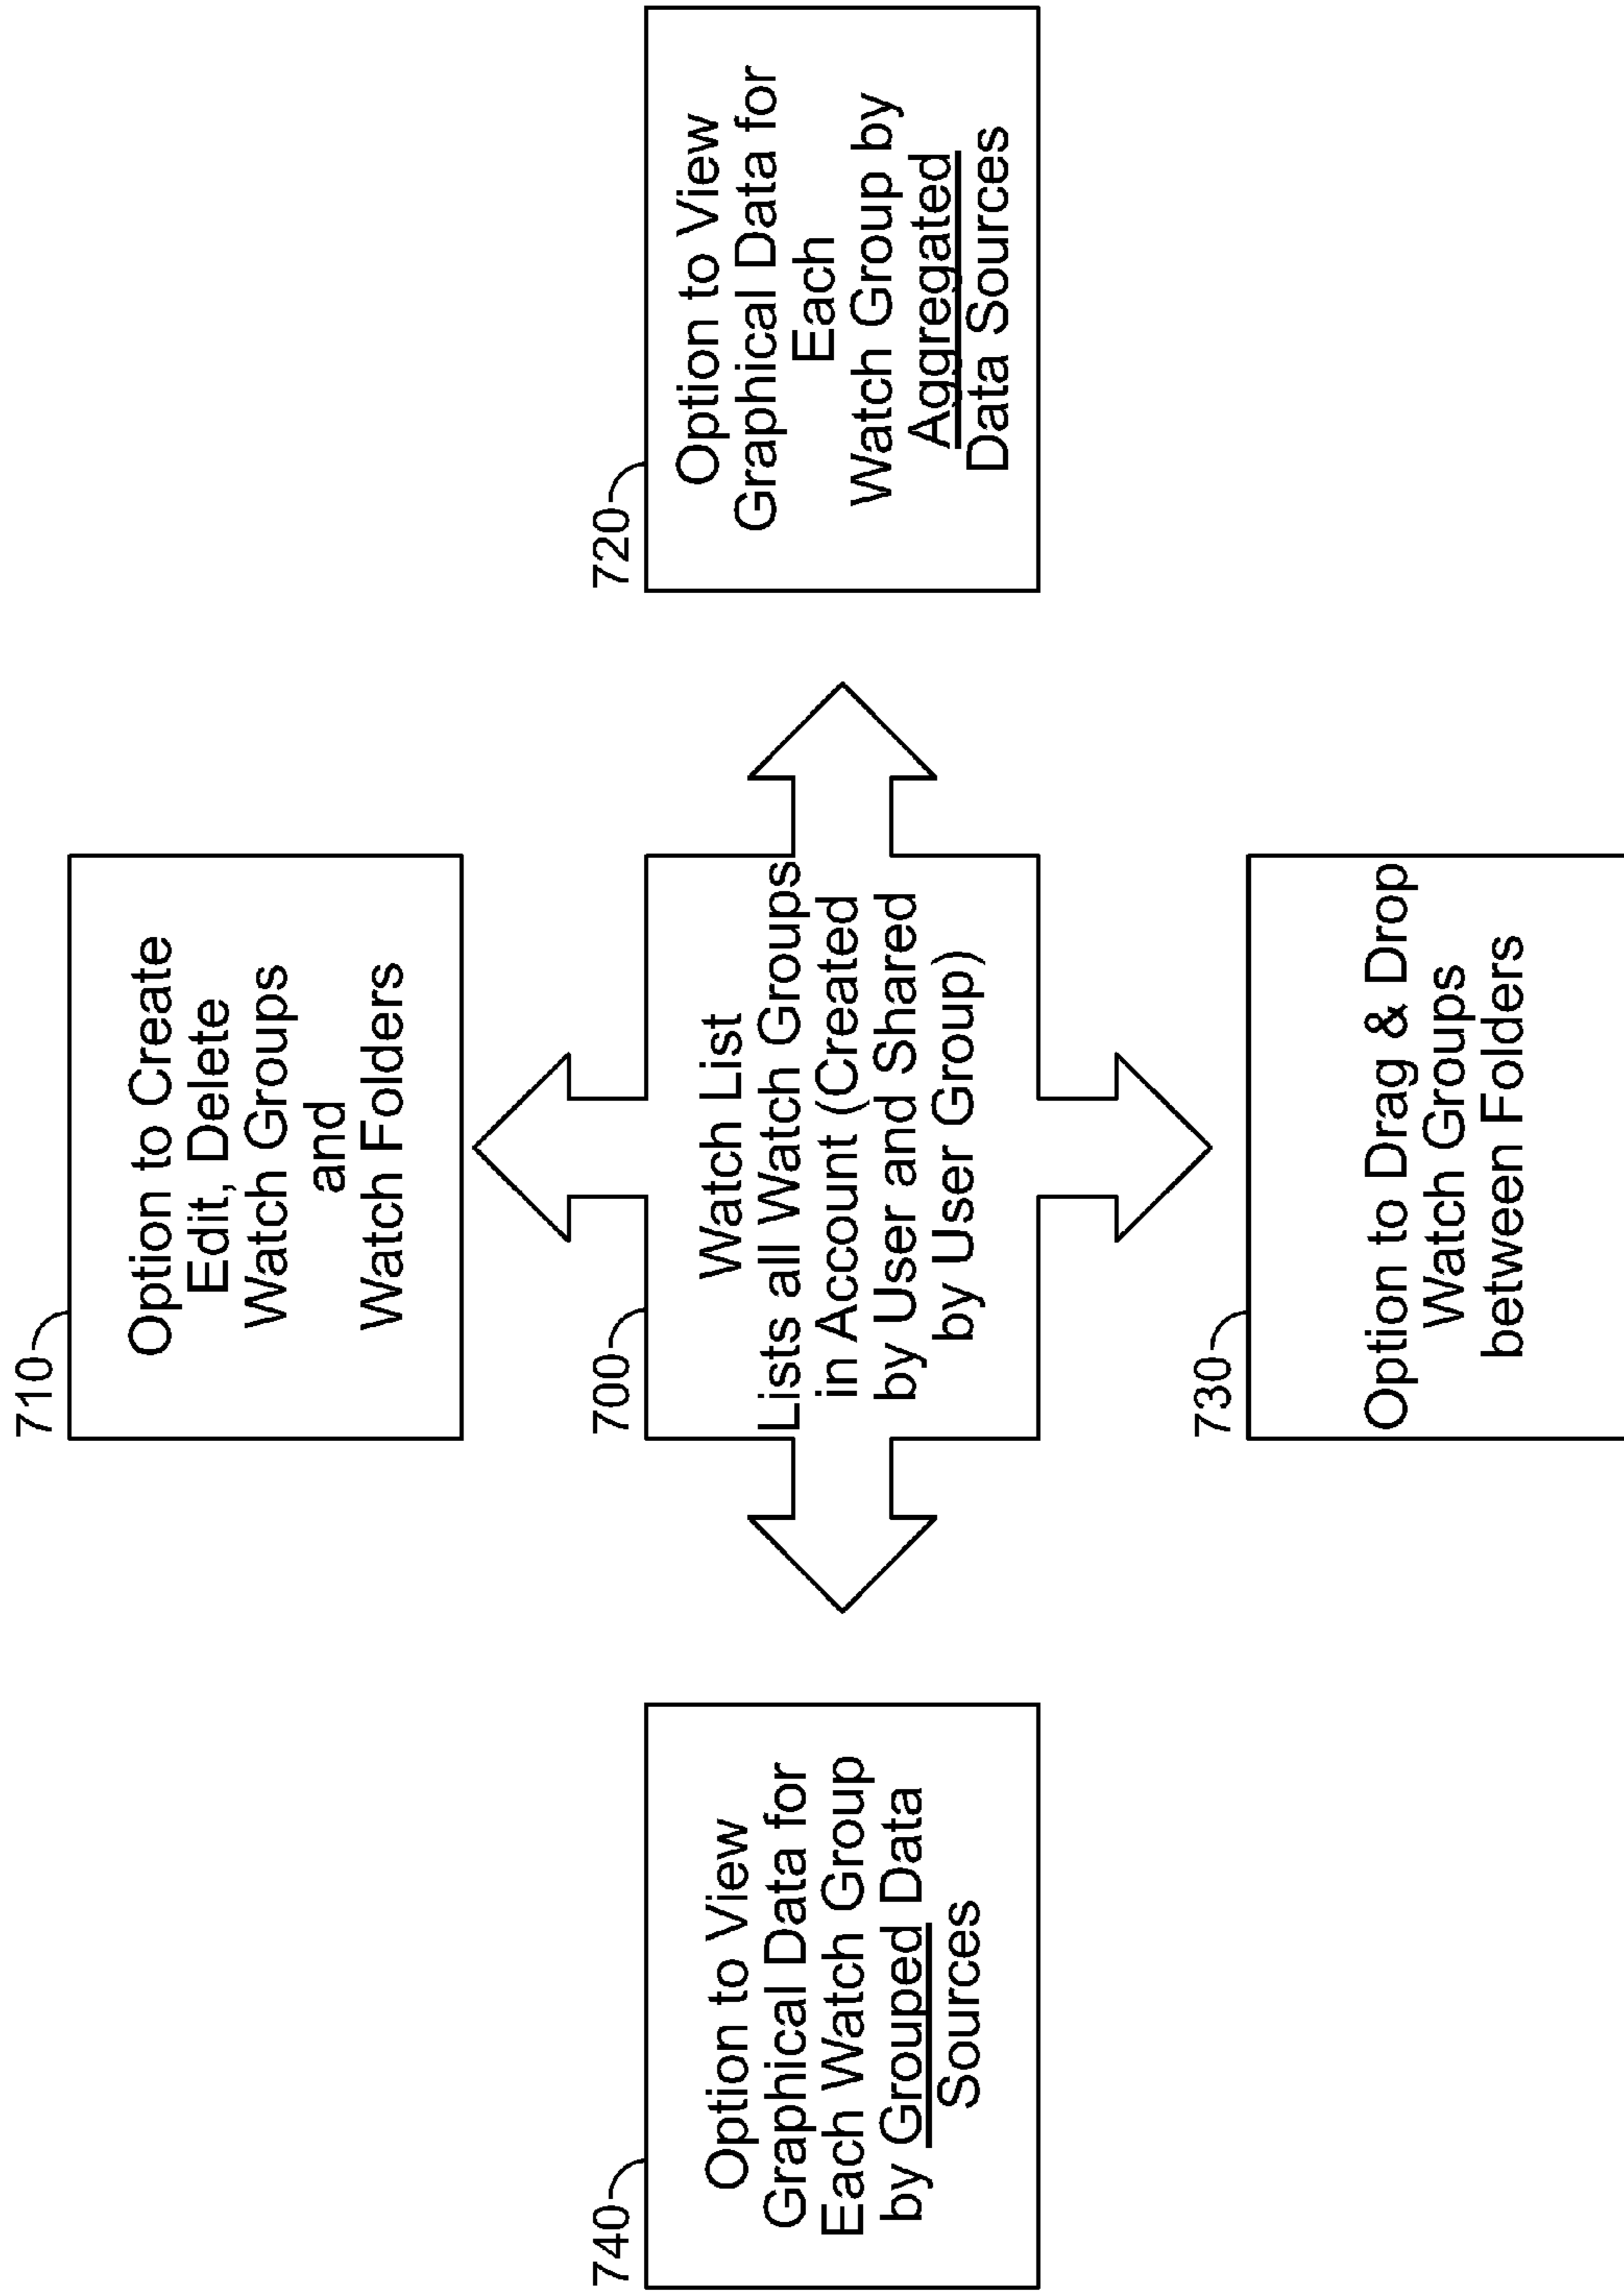 710
Option to Create
Edit, Delete
Watch Groups
and
Watch Folders
740
Option to View
Graphical Data for
Each Watch Group
by Grouped Data
Sources
700
Watch List
Lists all Watch Groups
in Account (Created
by User and Shared
by User Group)
720
Option to View
Graphical Data for
Each
Watch Group by
Aggregated
Data Sources
730
Option to Drag & Drop
Watch Groups
between Folders